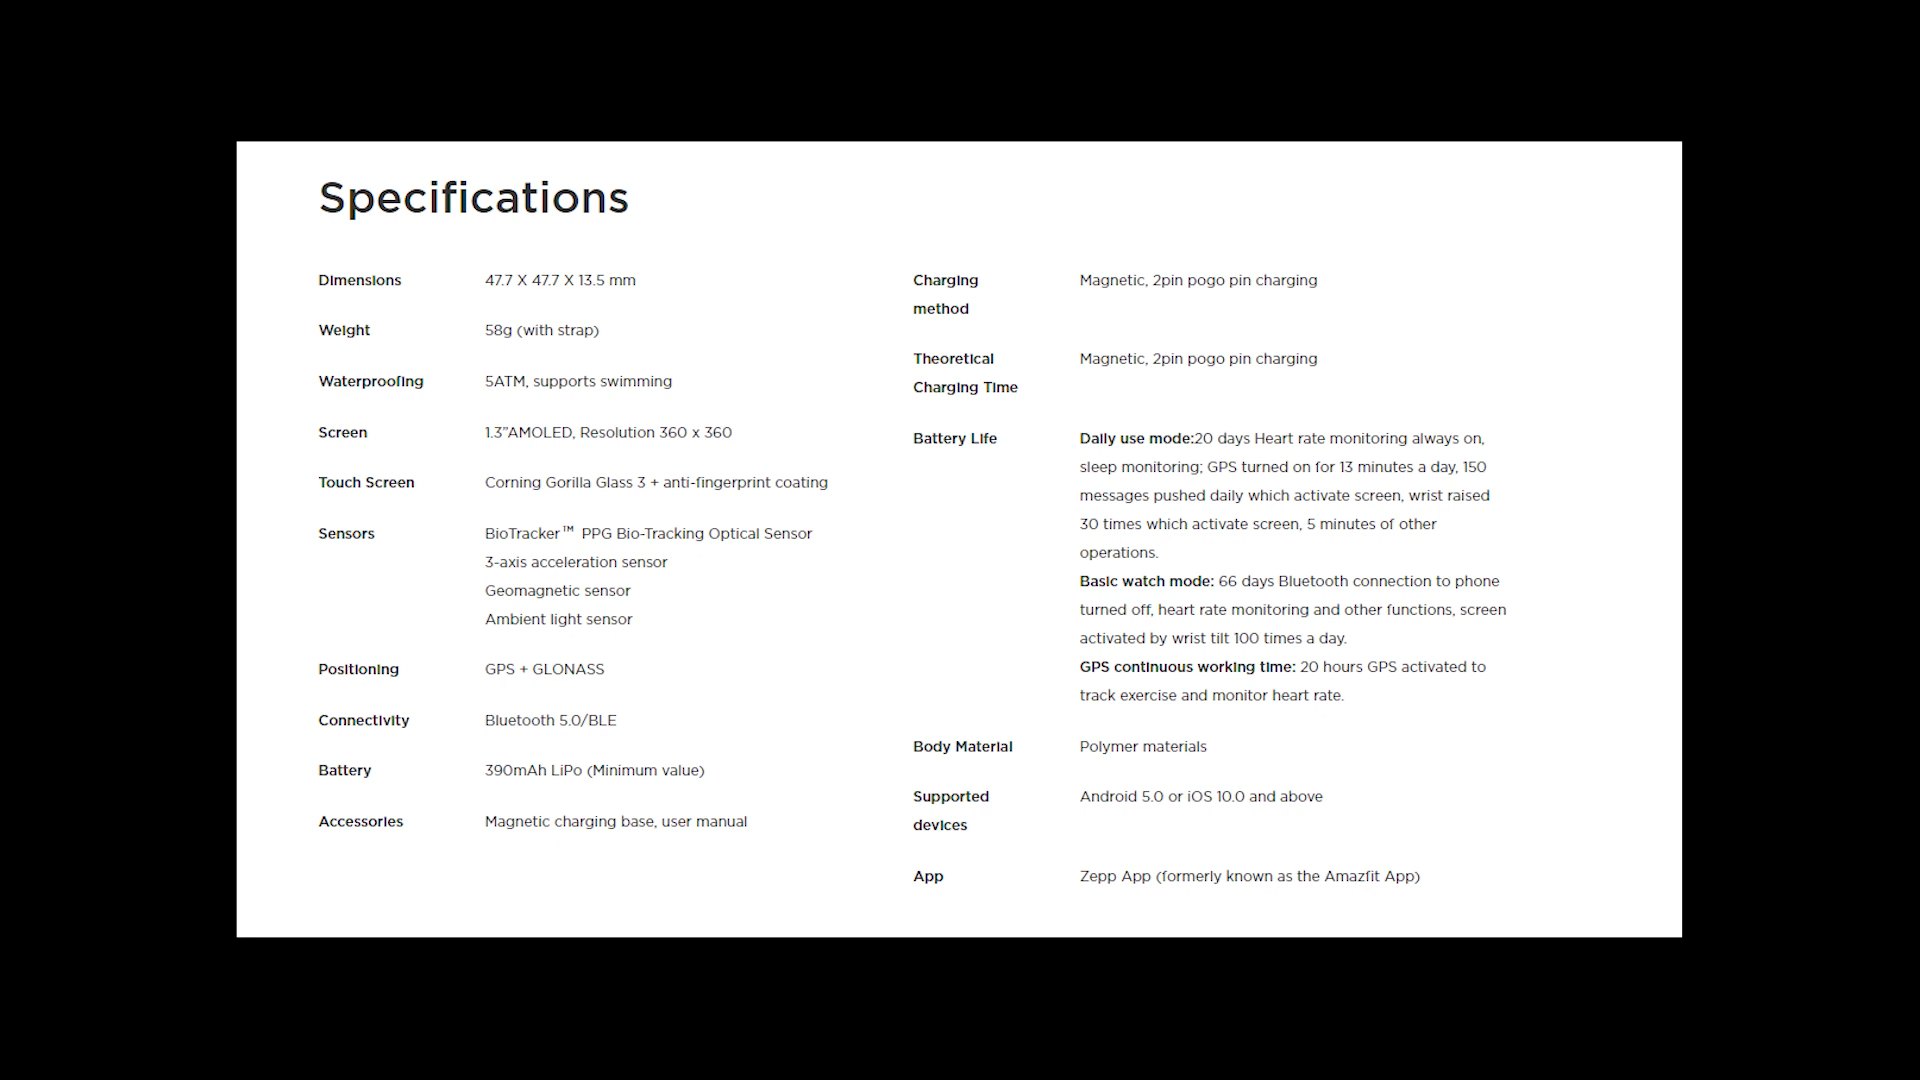 Specifications
Dimensions 47.7 X 47.7 X 13.5 mm
Weight 58g (with strap)
Waterproofing 5ATM, supports swimming
Screen 1.3”AMOLED, Resolution 360 x 360
Touch Screen Corning Gorilla Glass 3 + anti-fingerprint coating
Sensors BioTracker™ PPG Bio-Tracking Optical Sensor
3-axis acceleration sensor
Geomagnetic sensor
Ambient light sensor
Positioning GPS + GLONASS
Connectivity Bluetooth 5.0/BLE
Battery 390mAh LiPo (Minimum value)
Accessories Magnetic charging base, user manual
Charging Magnetic, 2pin pogo pin charging
method
Theoretical Magnetic, 2pin pogo pin charging
Charging Time
Battery Life Daily use mode:20 days Heart rate monitoring always on,
sleep monitoring; GPS turned on for 13 minutes a day, 150
messages pushed daily which activate screen, wrist raised
30 times which activate screen, 5 minutes of other
operations.
Basic watch mode: 66 days Bluetooth connection to phone
turned off, heart rate monitoring and other functions, screen
activated by wrist tilt 100 times a day.
GPS continuous working time: 20 hours GPS activated to
track exercise and monitor heart rate.
Body Material Polymer materials
Supported Android 5.0 or iOS 10.0 and above
devices
App Zepp App (formerly known as the Amazfit App)